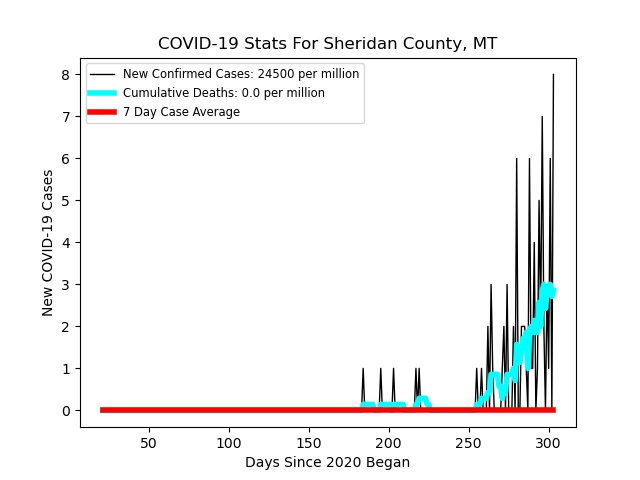 COVID-19 Stats For Sheridan County, MT
New Confirmed Cases: 24500 per million
Cumulative Deaths: 0.0 per million
7 Day Case Average
New COVID-19 Cases
8
7
6
5
4
3
2
1
0
50 100 150 200 250 300
Days Since 2020 Began